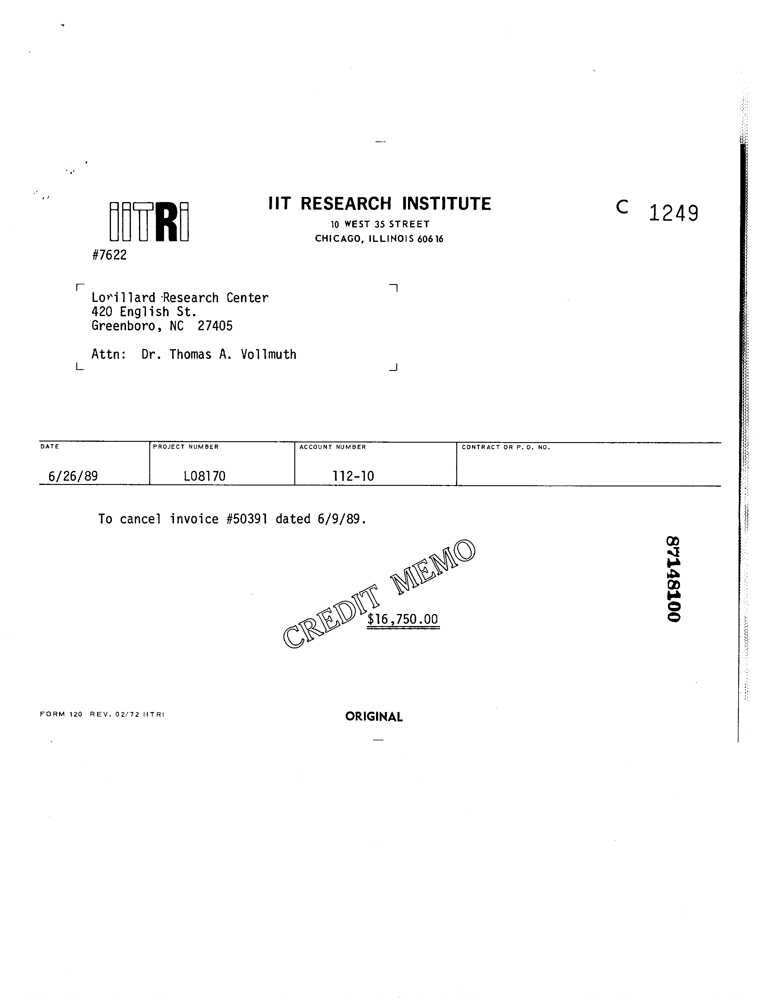 iiTRi
IIT RESEARCH INSTITUTE
10 WEST 35 STREET
CHICAGO, ILLINOIS 60616
C 1249
#7622
Lorillard Research Center
420 English St.
Greenboro, NC 27405
Attn: Dr. Thomas A. Vollmuth
DATE PROJECT NUMBER ACCOUNT NUMBER CONTRACT OR P. O. NO.
6/26/89 L08170 112-10
To cancel invoice #50391 dated 6/9/89.
CREDIT MEMO
$16,750.00
87148100
FORM 120 REV. 02/72 IITRI
ORIGINAL